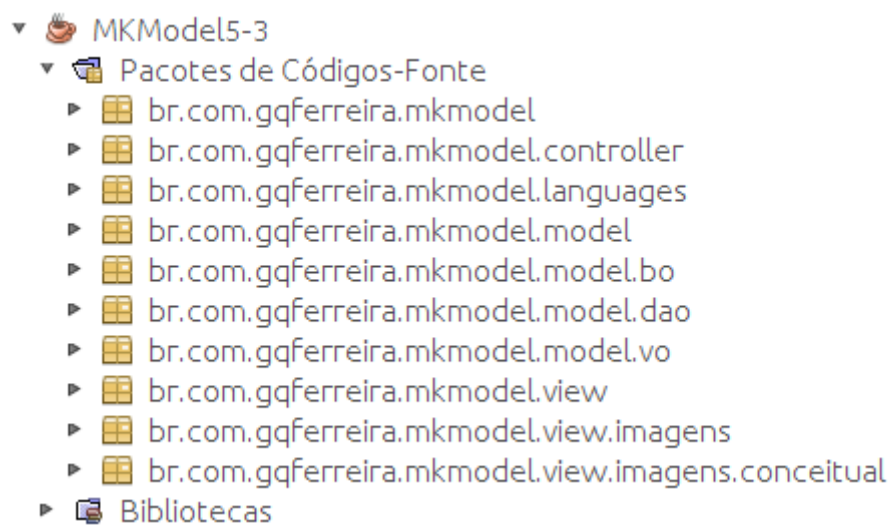 MKModel5-3
Pacotes de Códigos-Fonte
br.com.gqferreira.mkmodel
br.com.gqferreira.mkmodel.controller
br.com.gqferreira.mkmodel.languages
br.com.gqferreira.mkmodel.model
br.com.gqferreira.mkmodel.model.bo
br.com.gqferreira.mkmodel.model.dao
br.com.gqferreira.mkmodel.model.vo
br.com.gqferreira.mkmodel.view
br.com.gqferreira.mkmodel.view.imagens
br.com.gqferreira.mkmodel.view.imagens.conceitual
Bibliotecas